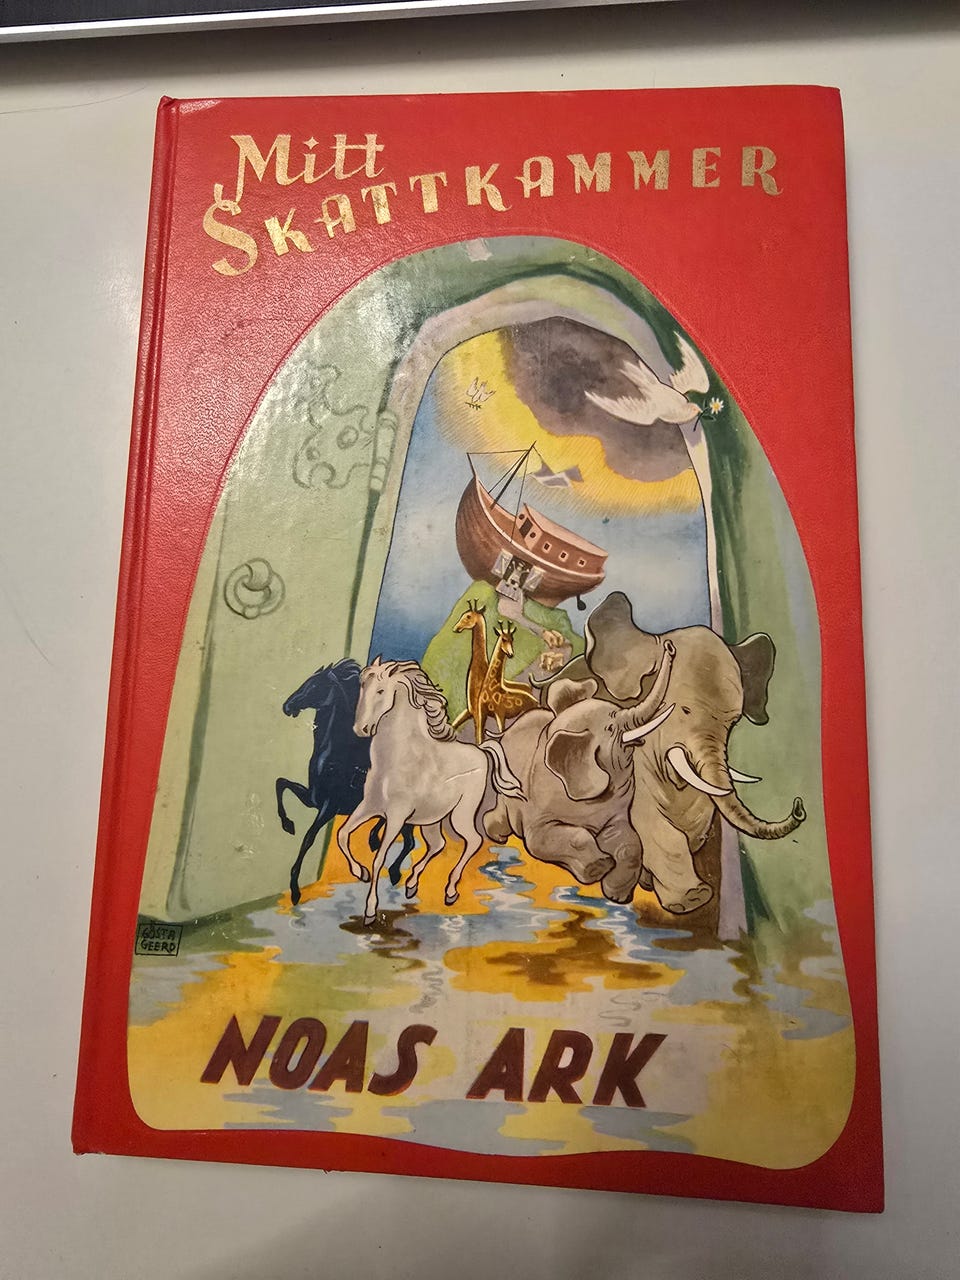 Mitt
SKATTKAMMER
GÖSTA
GEERD
NOAS ARK